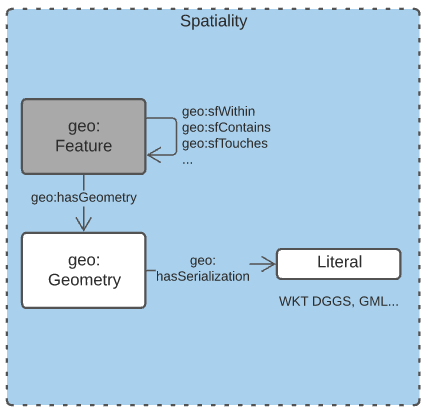 Spatiality
geo:
Feature
geo:sfWithin
geo:sfContains
geo:sfTouches
...
geo:hasGeometry
geo:
Geometry
geo:
hasSerialization
Literal
WKT DGGS, GML...